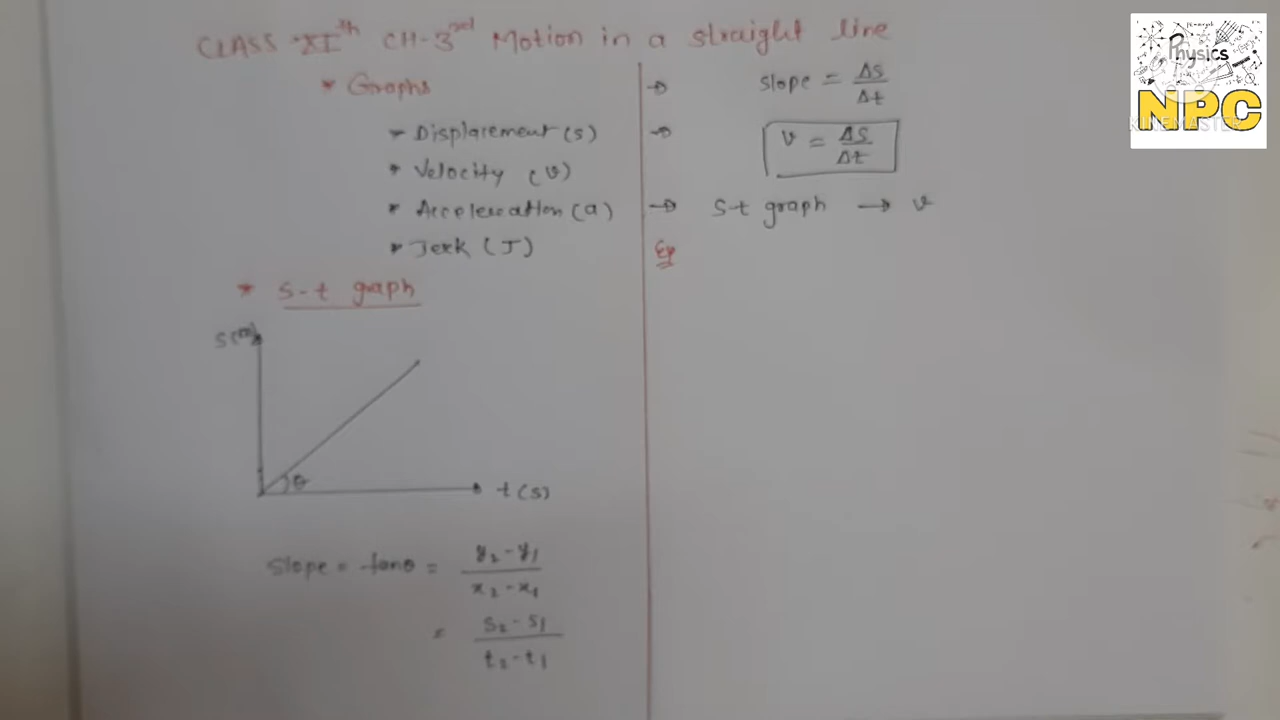 CLASS XIth CH-3rd Motion in a straight line
* Graphs
* Displacement (s)
* Velocity (v)
* Acceleration (a)
* Jerk (J)
* S-t graph
S(m)
θ
t(s)
Slope = tanθ = y₂-y₁ / x₂-x₁
= s₂-s₁ / t₂-t₁
→ slope = Δs / Δt
→ v = Δs / Δt
→ s-t graph → v
Eg
Physics
NPC
KINEMASTER